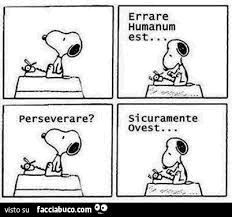 Errare
Humanum
est...
Perseverare?
Sicuramente
Ovest...
visto su facciabuco.com